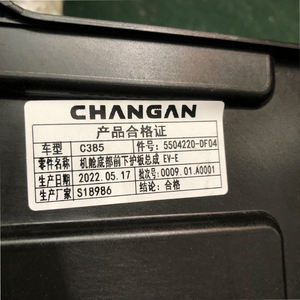 CHANGAN
产品合格证
车型 C385 件号: 5504220-DF04
零件名称 机舱底部前下护板总成 EV-E
生产日期 2022.05.17 批次号: 0009.01.A0001
生产厂家 S18986 结论: 合格